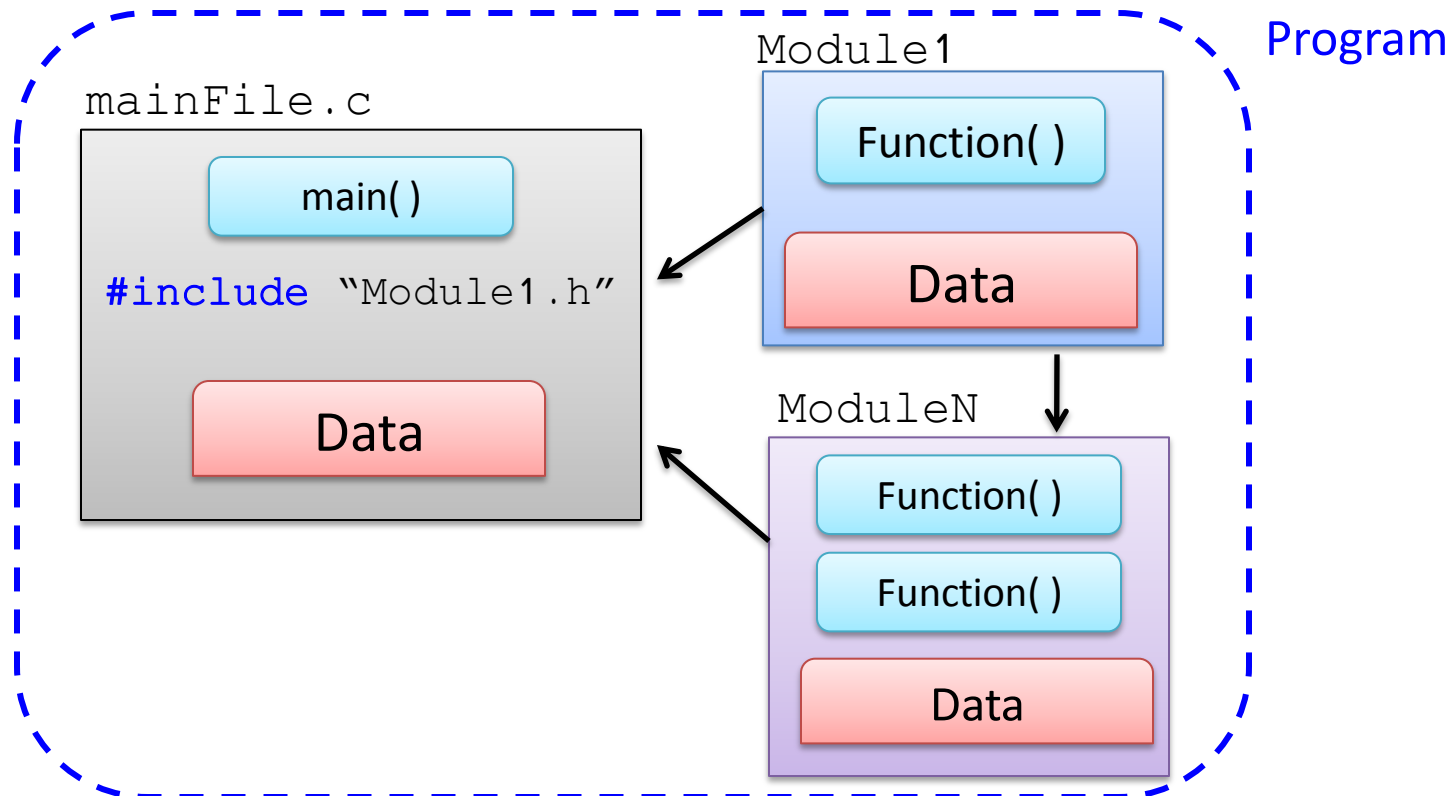 Program
mainFile.c
main( )
#include “Module1.h”
Data
Module1
Function( )
Data
ModuleN
Function( )
Function( )
Data